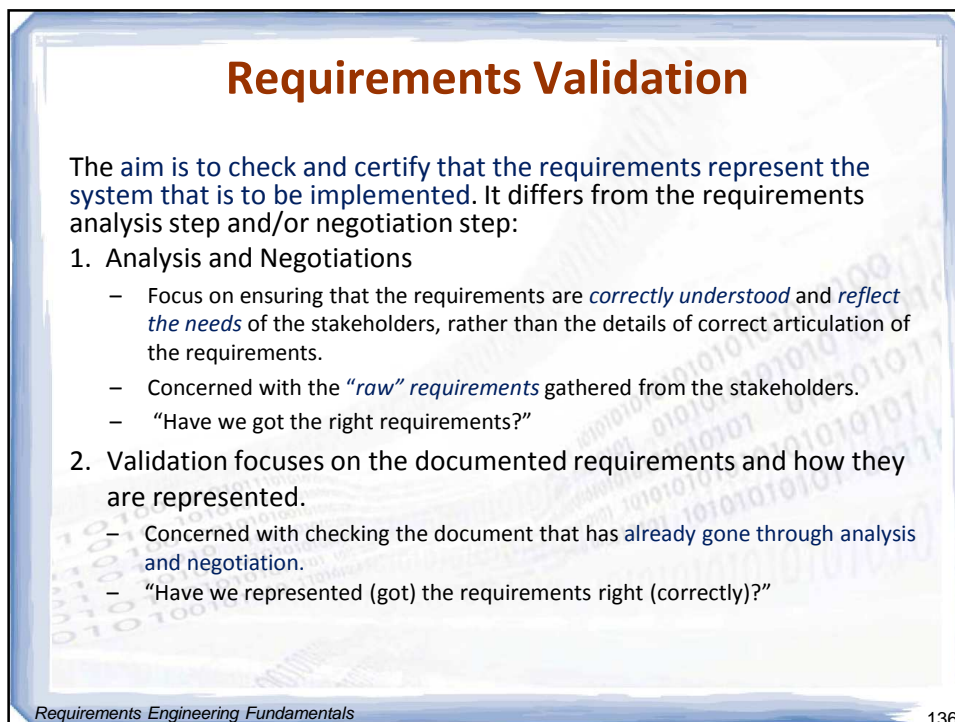 Requirements Validation
The aim is to check and certify that the requirements represent the
system that is to be implemented. It differs from the requirements
analysis step and/or negotiation step:
1. Analysis and Negotiations
– Focus on ensuring that the requirements are correctly understood and reflect
the needs of the stakeholders, rather than the details of correct articulation of
the requirements.
– Concerned with the “raw” requirements gathered from the stakeholders.
– “Have we got the right requirements?”
2. Validation focuses on the documented requirements and how they
are represented.
– Concerned with checking the document that has already gone through analysis
and negotiation.
– “Have we represented (got) the requirements right (correctly)?”
Requirements Engineering Fundamentals
136